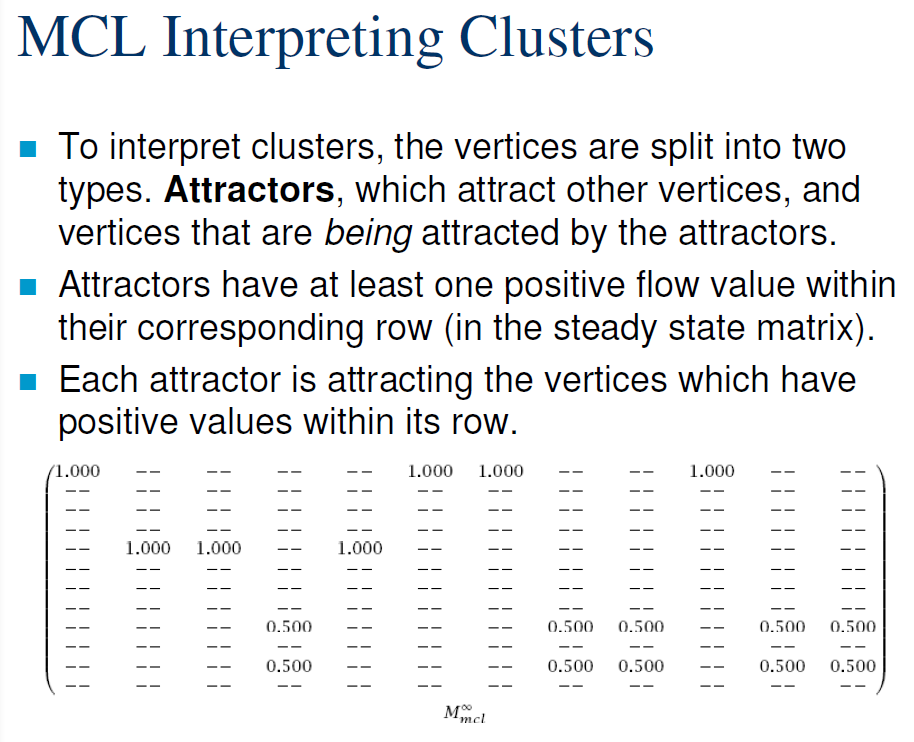 MCL Interpreting Clusters
To interpret clusters, the vertices are split into two
types. Attractors, which attract other vertices, and
vertices that are being attracted by the attractors.
Attractors have at least one positive flow value within
their corresponding row (in the steady state matrix).
Each attractor is attracting the vertices which have
positive values within its row.
1.000 -- -- -- -- 1.000 1.000 -- -- 1.000 -- --
-- -- -- -- -- -- -- -- -- -- -- --
-- -- -- -- -- -- -- -- -- -- -- --
-- -- -- -- -- -- -- -- -- -- -- --
-- 1.000 1.000 -- 1.000 -- -- -- -- -- -- --
-- -- -- -- -- -- -- -- -- -- -- --
-- -- -- -- -- -- -- -- -- -- -- --
-- -- -- -- -- -- -- -- -- -- -- --
-- -- -- 0.500 -- -- -- 0.500 0.500 -- 0.500 0.500
-- -- -- -- -- -- -- -- -- -- -- --
-- -- -- 0.500 -- -- -- 0.500 0.500 -- 0.500 0.500
-- -- -- -- -- -- -- -- -- -- -- --
M∞mcl